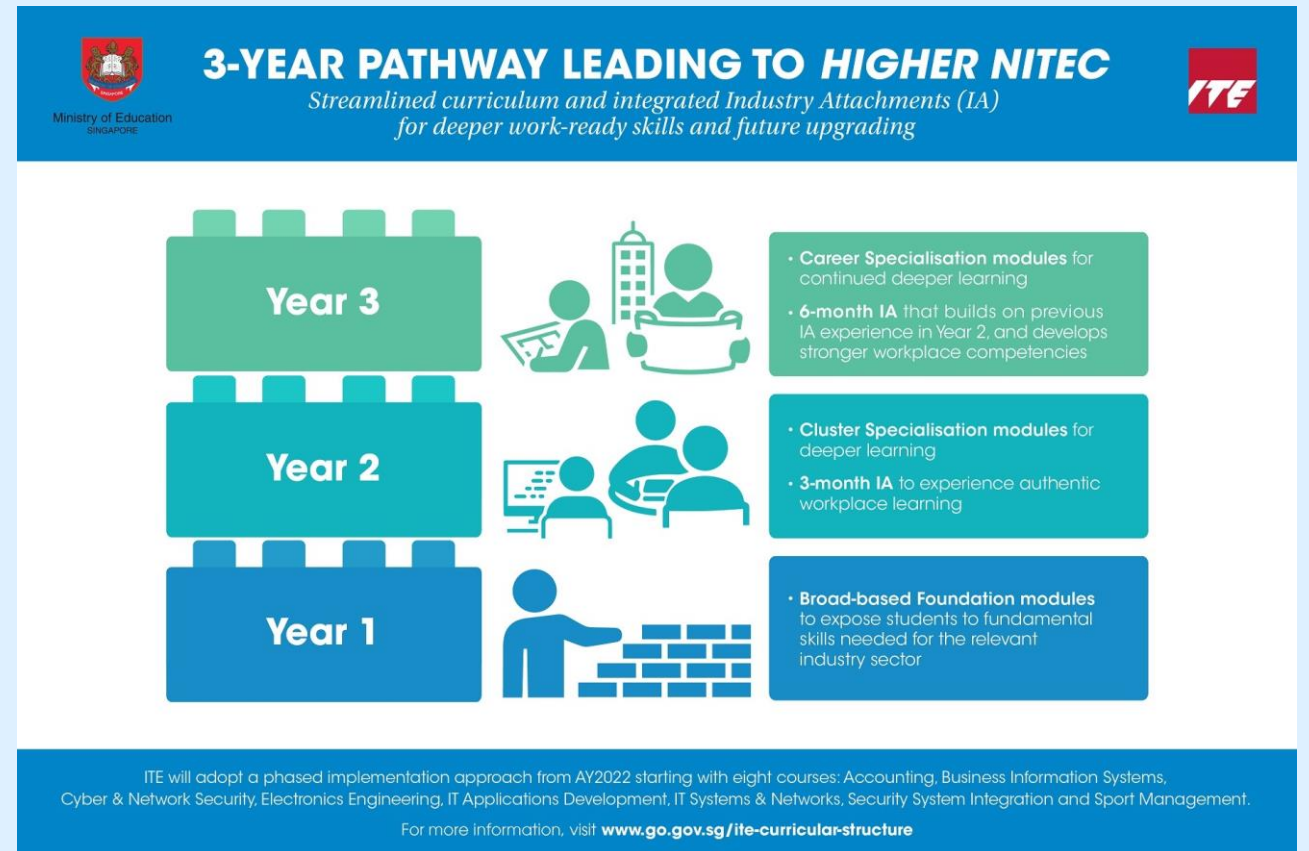 3-YEAR PATHWAY LEADING TO HIGHER NITEC
Streamlined curriculum and integrated Industry Attachments (IA)
for deeper work-ready skills and future upgrading
Ministry of Education
SINGAPORE
ITE
Year 3
• Career Specialisation modules for
continued deeper learning
• 6-month IA that builds on previous
IA experience in Year 2, and develops
stronger workplace competencies
Year 2
• Cluster Specialisation modules for
deeper learning
• 3-month IA to experience authentic
workplace learning
Year 1
• Broad-based Foundation modules
to expose students to fundamental
skills needed for the relevant
industry sector
ITE will adopt a phased implementation approach from AY2022 starting with eight courses: Accounting, Business Information Systems,
Cyber & Network Security, Electronics Engineering, IT Applications Development, IT Systems & Networks, Security System Integration and Sport Management.
For more information, visit www.go.gov.sg/ite-curricular-structure